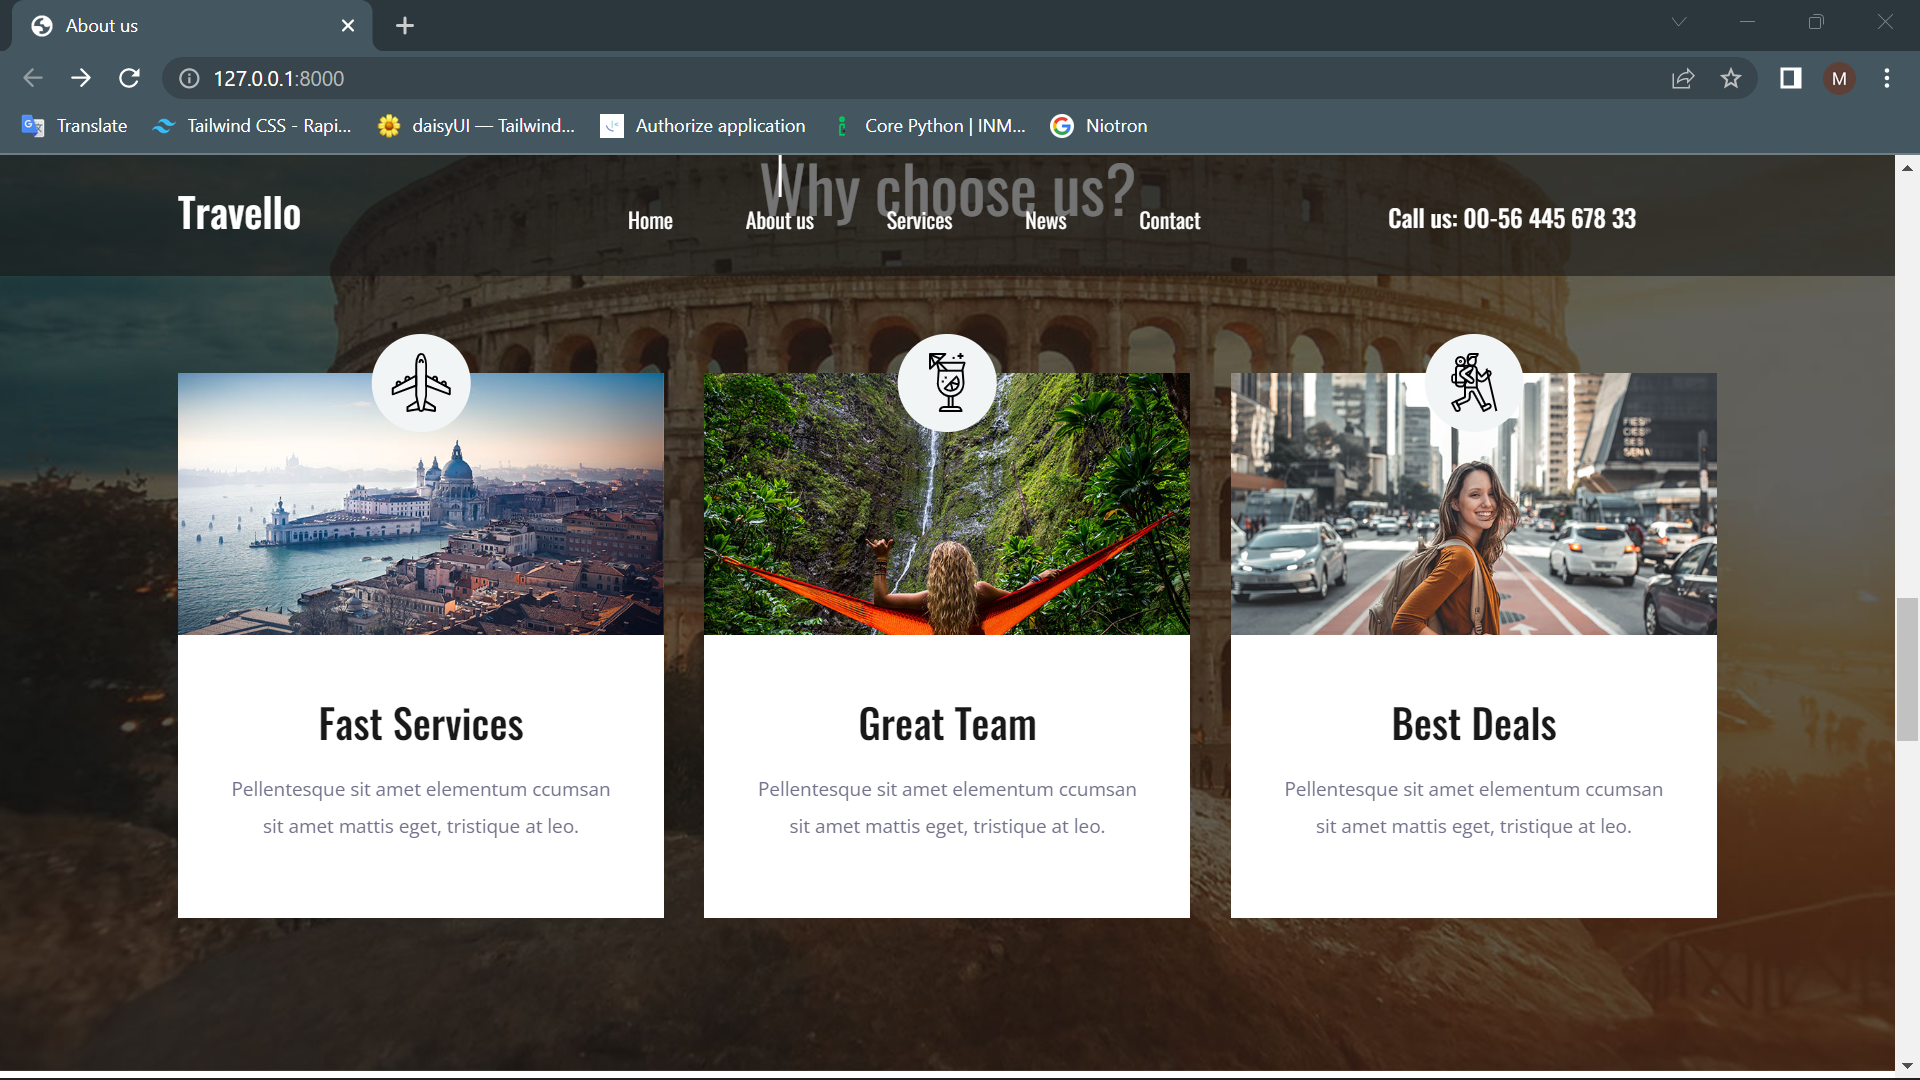 About us
127.0.0.1:8000
M
Translate
Tailwind CSS - Rapi...
daisyUI — Tailwind...
Authorize application
Core Python | INM...
Niotron
Why choose us?
Travello
Home
About us
Services
News
Contact
Call us: 00-56 445 678 33
Fast Services
Pellentesque sit amet elementum ccumsan
sit amet mattis eget, tristique at leo.
Great Team
Pellentesque sit amet elementum ccumsan
sit amet mattis eget, tristique at leo.
Best Deals
Pellentesque sit amet elementum ccumsan
sit amet mattis eget, tristique at leo.